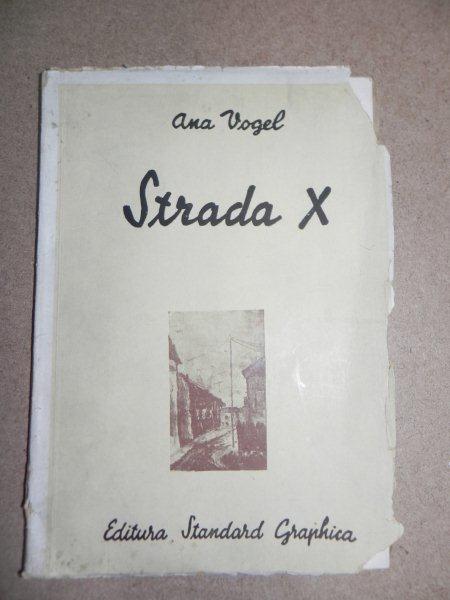 Ana Vogel
Strada X
Editura Standard Graphica